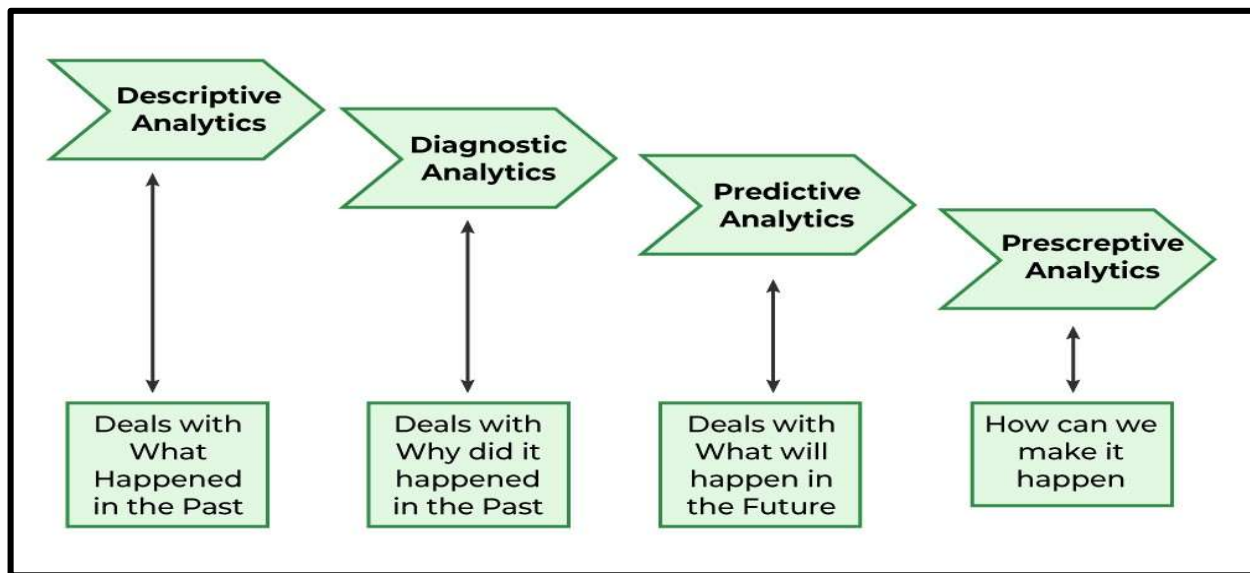 Descriptive
Analytics
Diagnostic
Analytics
Predictive
Analytics
Prescreptive
Analytics
Deals with
What
Happened
in the Past
Deals with
Why did it
happened
in the Past
Deals with
What will
happen in
the Future
How can we
make it
happen